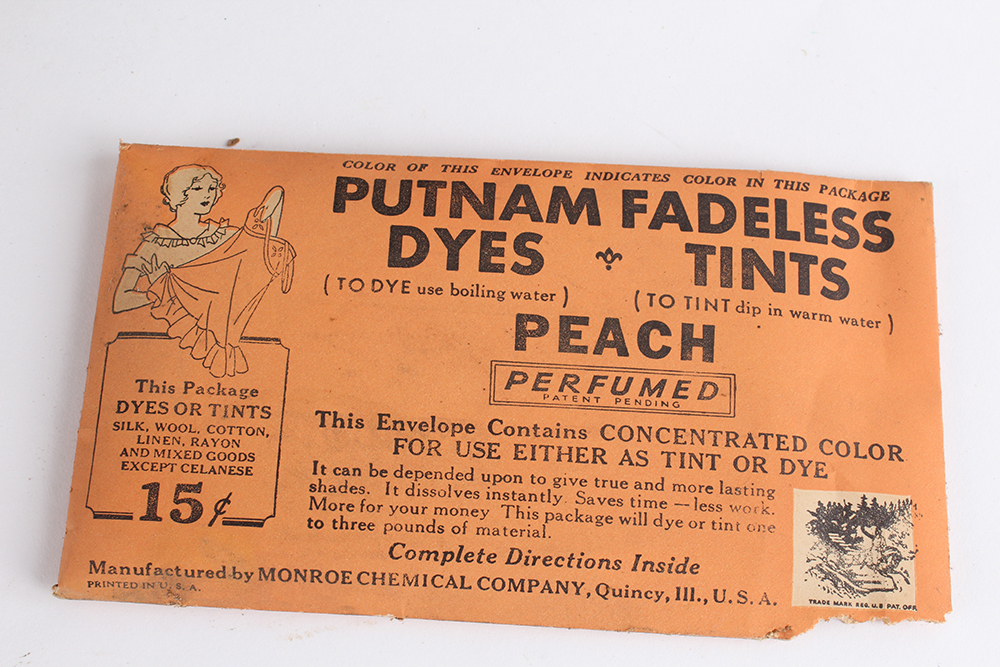 COLOR OF THIS ENVELOPE INDICATES COLOR IN THIS PACKAGE
PUTNAM FADELESS
DYES TINTS
(TO DYE use boiling water) (TO TINT dip in warm water)
PEACH
PERFUMED
PATENT PENDING
This Package
DYES OR TINTS
SILK, WOOL, COTTON,
LINEN, RAYON
AND MIXED GOODS
EXCEPT CELANESE
15¢
This Envelope Contains CONCENTRATED COLOR
FOR USE EITHER AS TINT OR DYE
It can be depended upon to give true and more lasting
shades. It dissolves instantly. Saves time — less work.
More for your money This package will dye or tint one
to three pounds of material.
Complete Directions Inside
Manufactured by MONROE CHEMICAL COMPANY, Quincy, Ill., U. S. A.
PRINTED IN U. S. A.
TRADE MARK REG. U.S PAT. OFF.